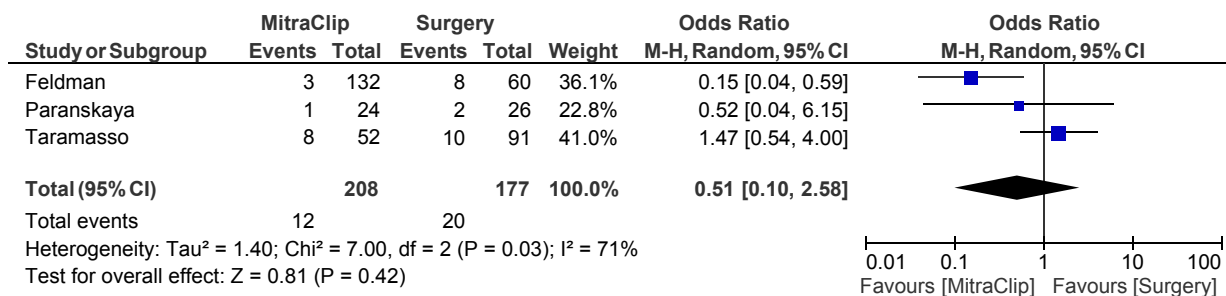 MitraClip Surgery Odds Ratio Odds Ratio
Study or Subgroup Events Total Events Total Weight M-H, Random, 95% CI M-H, Random, 95% CI
Feldman 3 132 8 60 36.1% 0.15 [0.04, 0.59]
Paranskaya 1 24 2 26 22.8% 0.52 [0.04, 6.15]
Taramasso 8 52 10 91 41.0% 1.47 [0.54, 4.00]
Total (95% CI) 208 177 100.0% 0.51 [0.10, 2.58]
Total events 12 20
Heterogeneity: Tau² = 1.40; Chi² = 7.00, df = 2 (P = 0.03); I² = 71%
Test for overall effect: Z = 0.81 (P = 0.42)
0.01 0.1 1 10 100
Favours [MitraClip] Favours [Surgery]